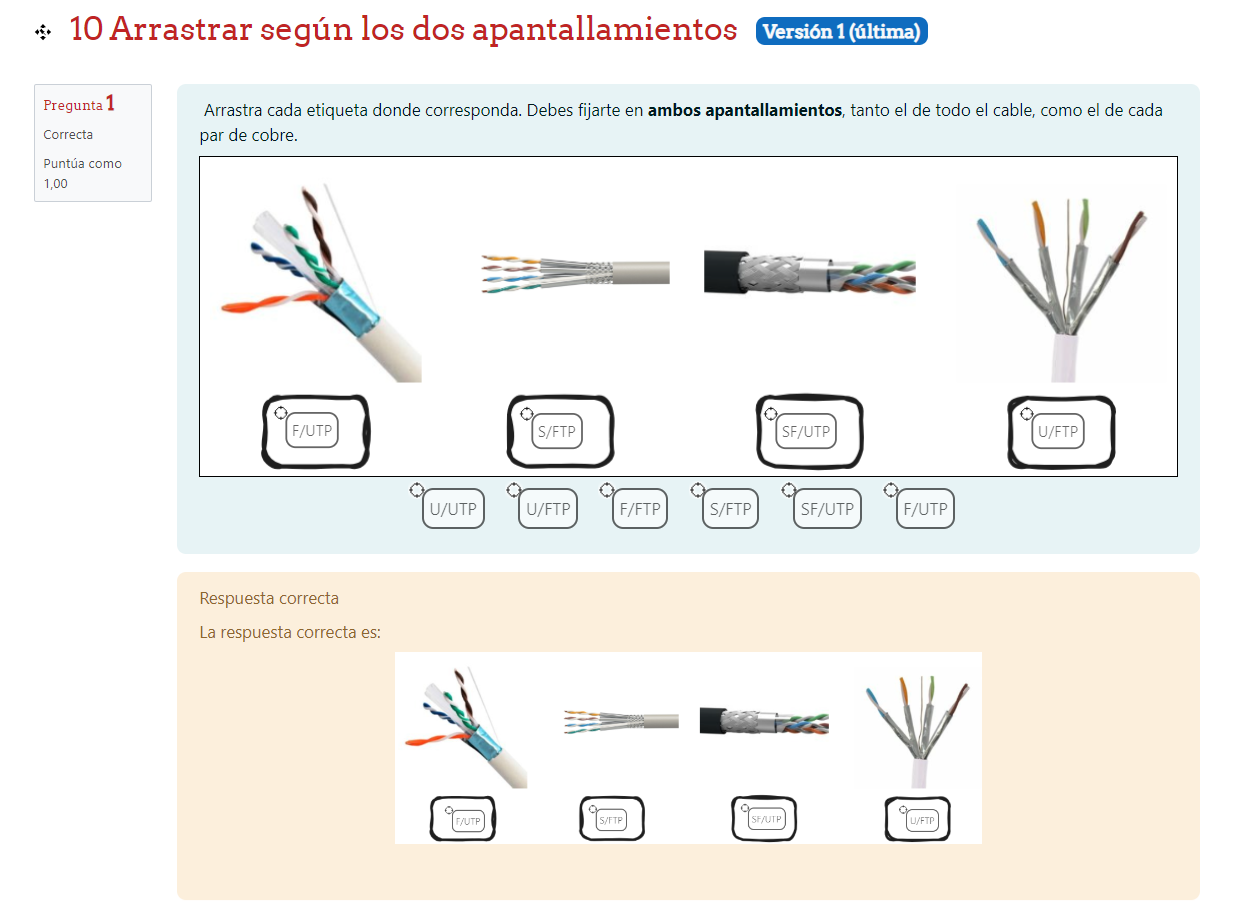 10 Arrastrar según los dos apantallamientos Versión 1 (última)
Pregunta 1
Correcta
Puntúa como
1,00
Arrastra cada etiqueta donde corresponda. Debes fijarte en ambos apantallamientos, tanto el de todo el cable, como el de cada
par de cobre.
F/UTP S/FTP SF/UTP U/FTP
U/UTP U/FTP F/FTP S/FTP SF/UTP F/UTP
Respuesta correcta
La respuesta correcta es:
F/UTP S/FTP SF/UTP U/FTP